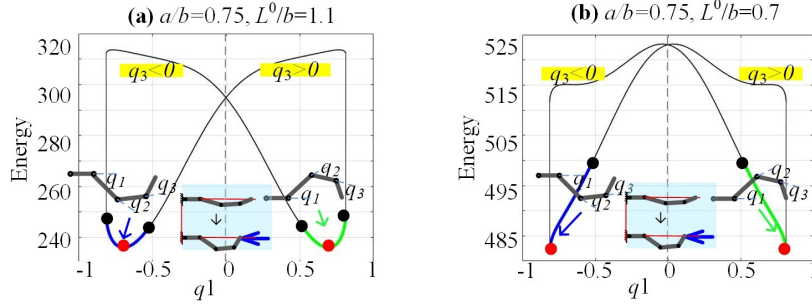 (a) a/b=0.75, L⁰/b=1.1
320
300
280
260
240
Energy
q₃<0
q₃>0
q₁
q₂
q₃
q₂
q₃
q₁
-1
-0.5
0
0.5
1
q1
(b) a/b=0.75, L⁰/b=0.7
525
515
505
495
485
Energy
q₃<0
q₃>0
q₁
q₂
q₃
q₂
q₃
q₁
-1
-0.5
0
0.5
1
q1